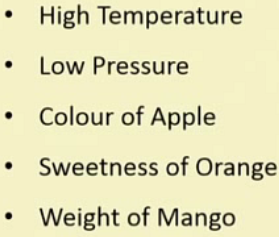 • High Temperature
• Low Pressure
• Colour of Apple
• Sweetness of Orange
• Weight of Mango